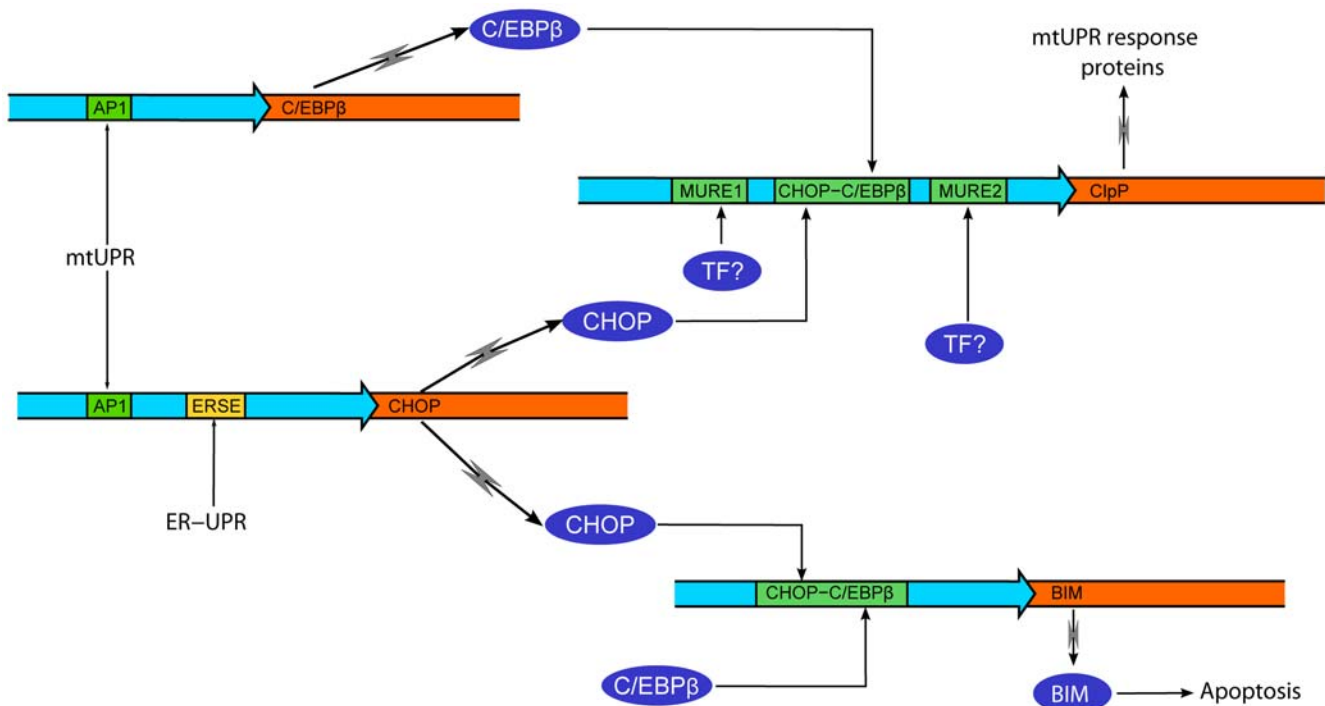 C/EBPβ
mtUPR response
proteins
AP1
C/EBPβ
MURE1
CHOP–C/EBPβ
MURE2
ClpP
mtUPR
TF?
CHOP
TF?
AP1
ERSE
CHOP
ER–UPR
CHOP
CHOP–C/EBPβ
BIM
C/EBPβ
BIM
Apoptosis